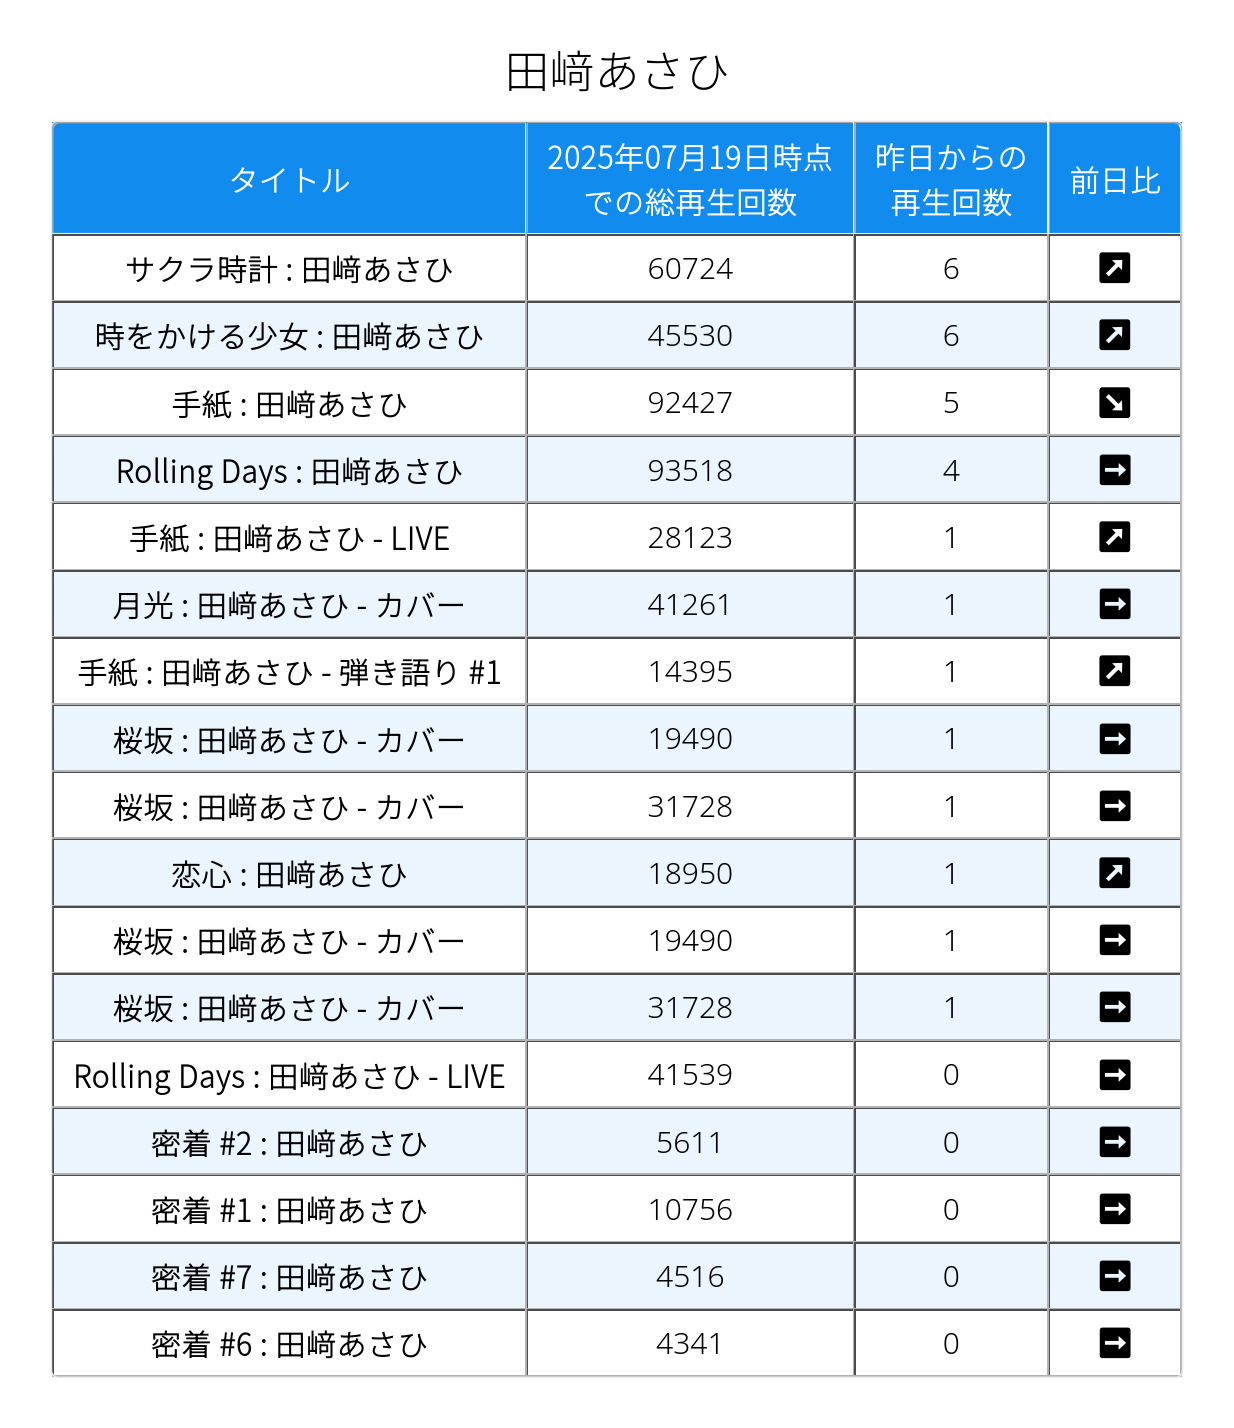 田﨑あさひ
タイトル 2025年07月19日時点での総再生回数 昨日からの再生回数 前日比
サクラ時計 : 田﨑あさひ 60724 6 ↗
時をかける少女 : 田﨑あさひ 45530 6 ↗
手紙 : 田﨑あさひ 92427 5 ↘
Rolling Days : 田﨑あさひ 93518 4 →
手紙 : 田﨑あさひ - LIVE 28123 1 ↗
月光 : 田﨑あさひ - カバー 41261 1 →
手紙 : 田﨑あさひ - 弾き語り #1 14395 1 ↗
桜坂 : 田﨑あさひ - カバー 19490 1 →
桜坂 : 田﨑あさひ - カバー 31728 1 →
恋心 : 田﨑あさひ 18950 1 ↗
桜坂 : 田﨑あさひ - カバー 19490 1 →
桜坂 : 田﨑あさひ - カバー 31728 1 →
Rolling Days : 田﨑あさひ - LIVE 41539 0 →
密着 #2 : 田﨑あさひ 5611 0 →
密着 #1 : 田﨑あさひ 10756 0 →
密着 #7 : 田﨑あさひ 4516 0 →
密着 #6 : 田﨑あさひ 4341 0 →